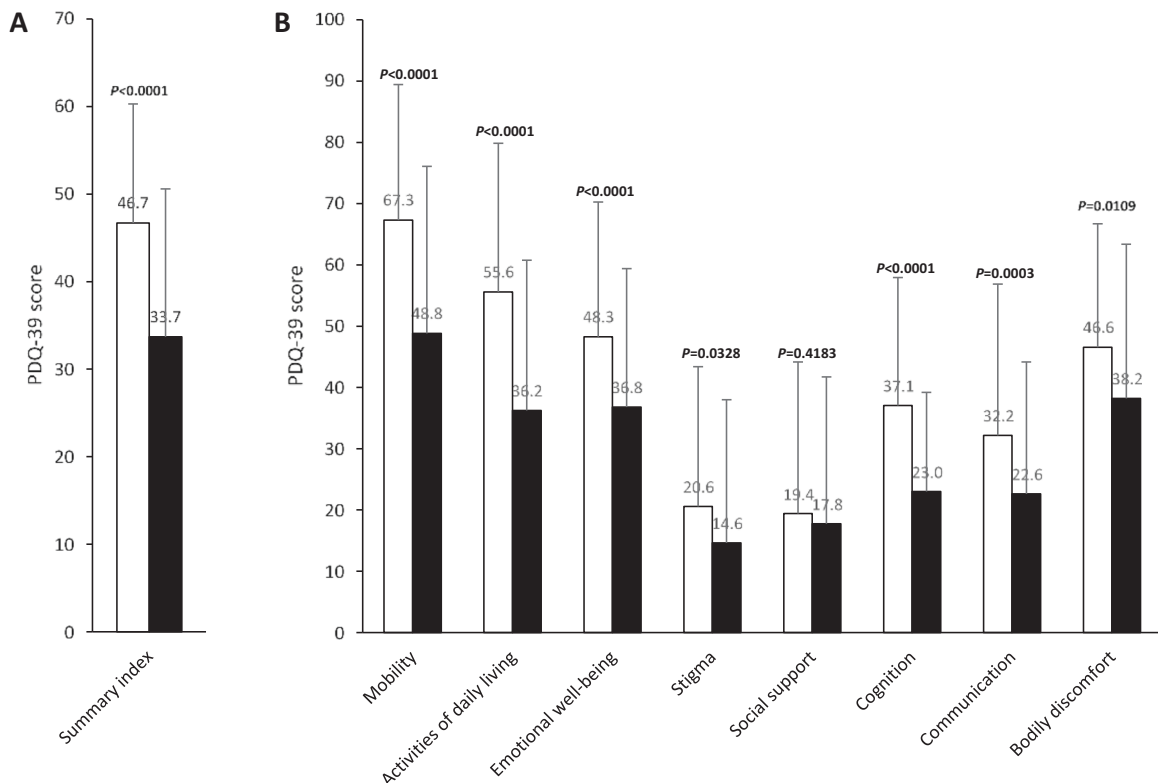 A
PDQ-39 score
70
60
50
40
30
20
10
0
P<0.0001
46.7
33.7
Summary index
B
PDQ-39 score
100
90
80
70
60
50
40
30
20
10
0
P<0.0001
67.3
48.8
Mobility
P<0.0001
55.6
36.2
Activities of daily living
P<0.0001
48.3
36.8
Emotional well-being
P=0.0328
20.6
14.6
Stigma
P=0.4183
19.4
17.8
Social support
P<0.0001
37.1
23.0
Cognition
P=0.0003
32.2
22.6
Communication
P=0.0109
46.6
38.2
Bodily discomfort